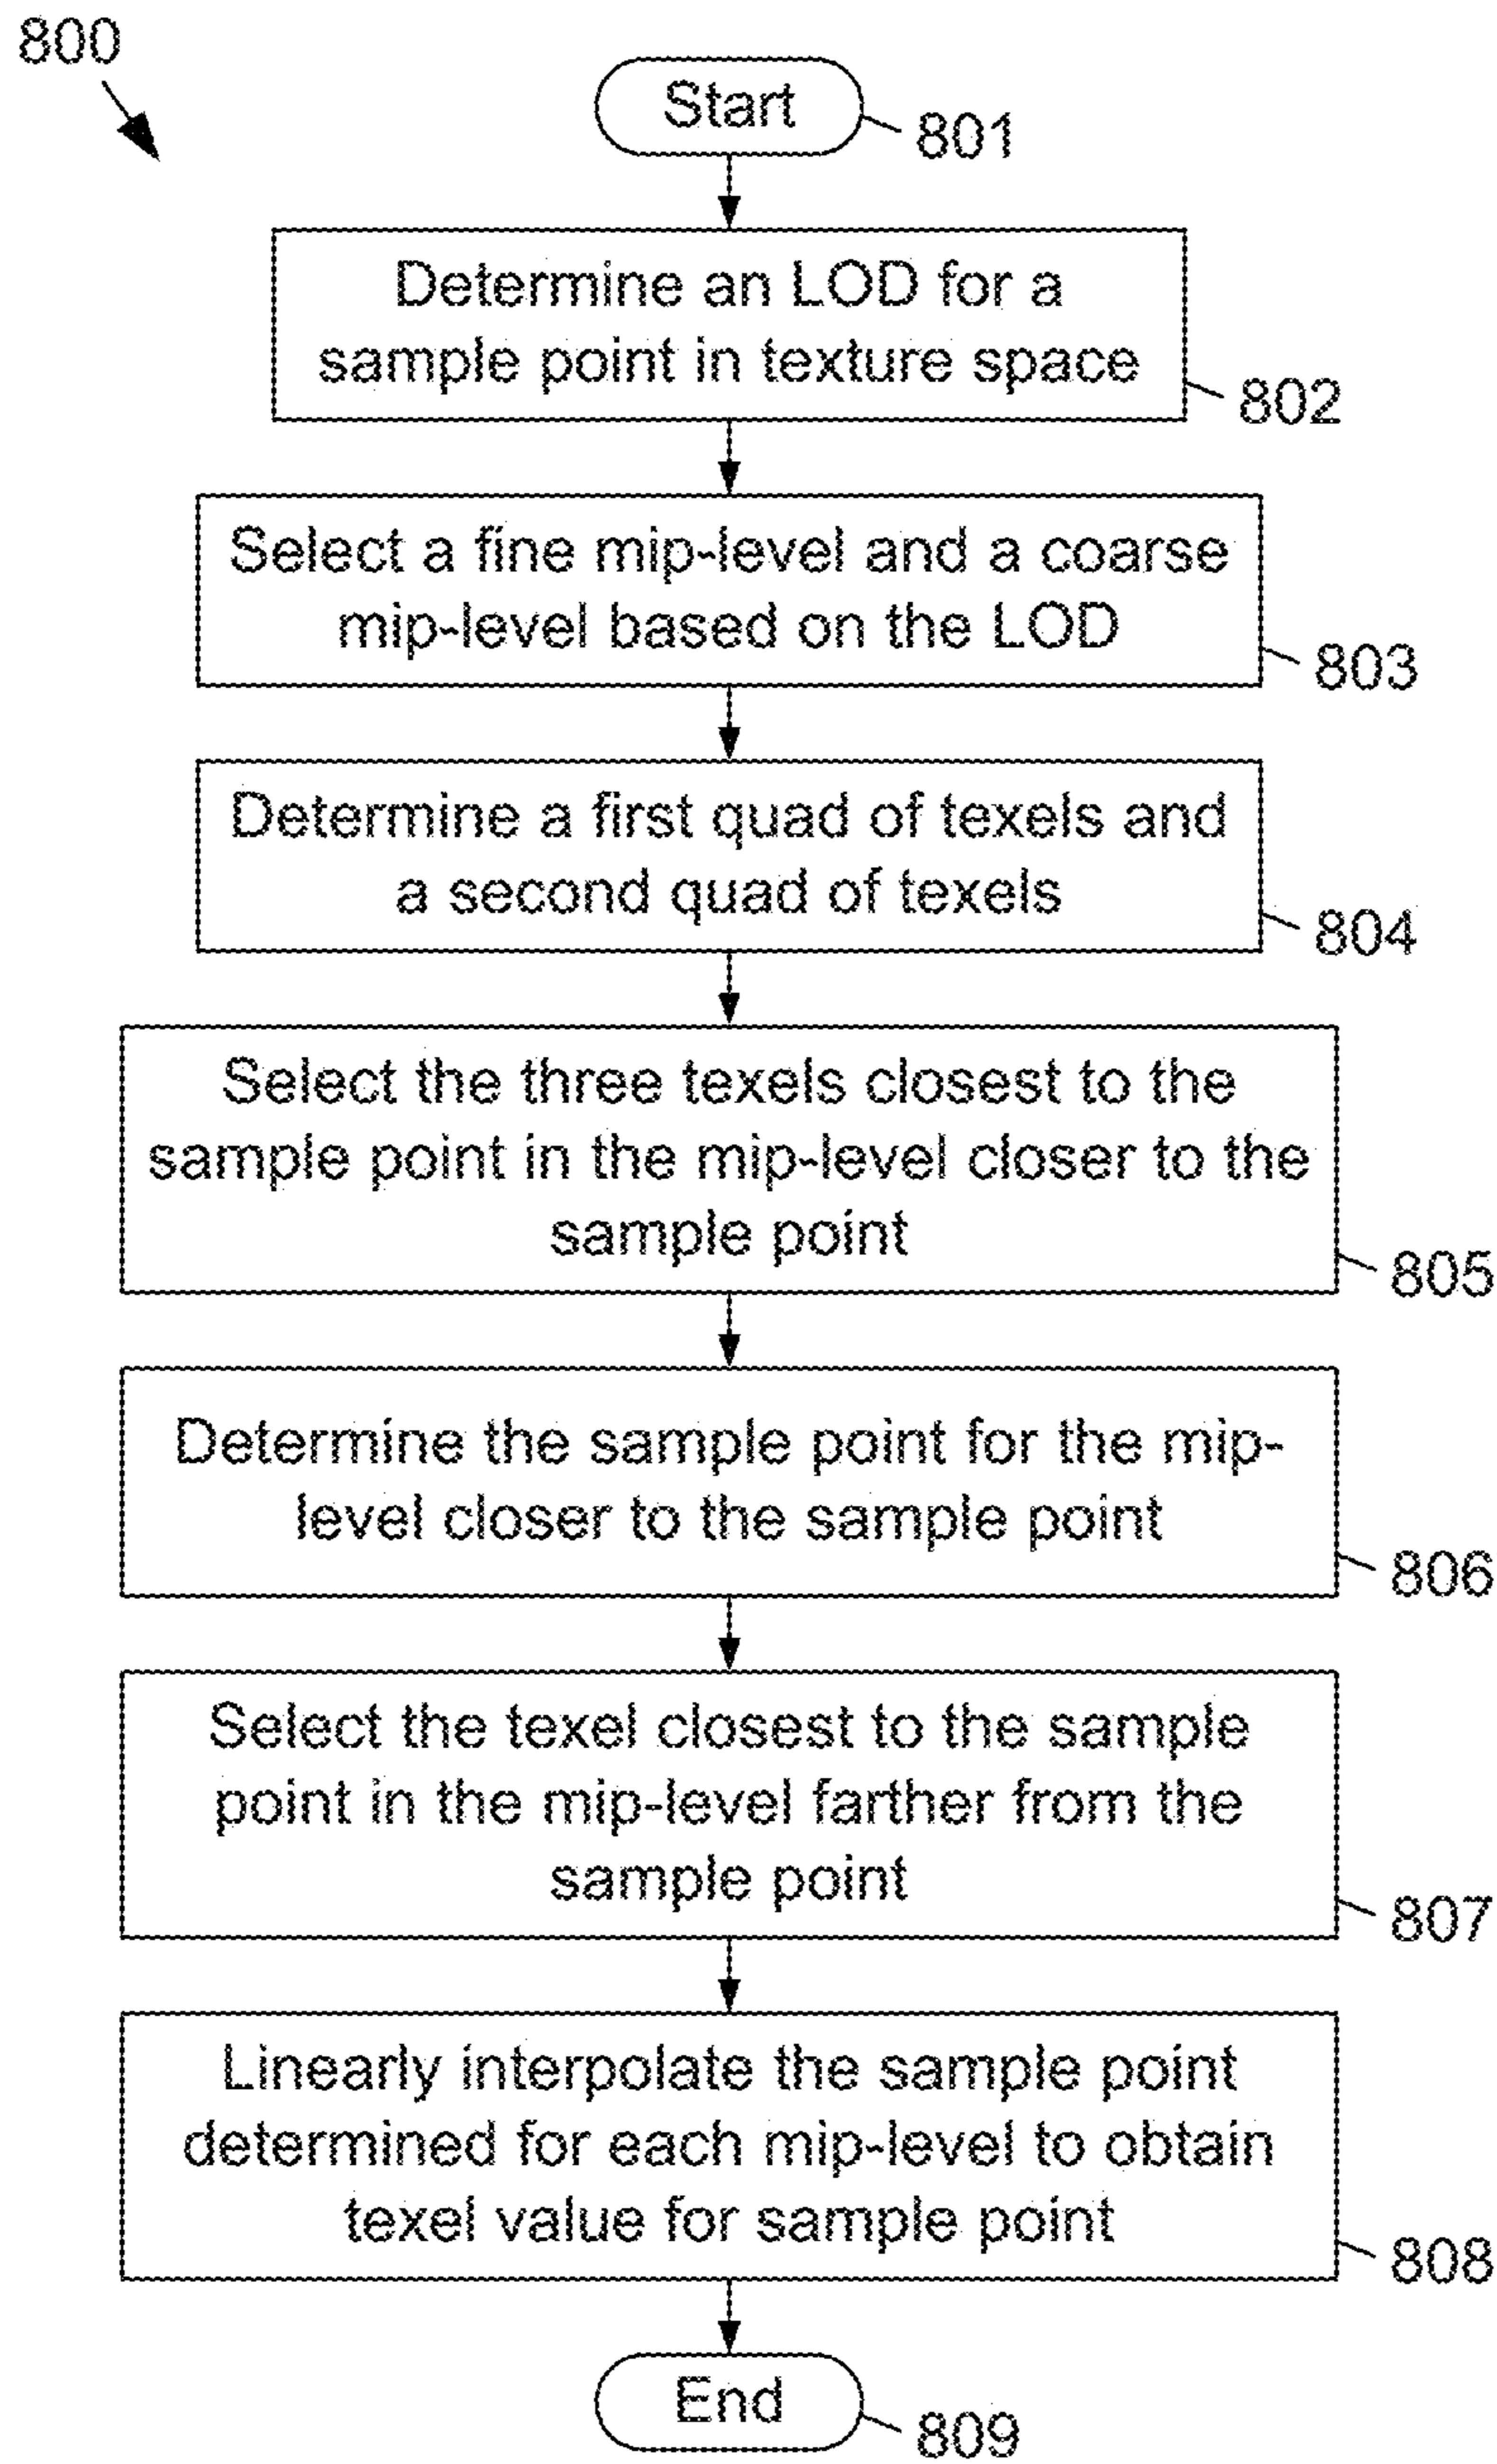 800
Start
801
Determine an LOD for a
sample point in texture space
802
Select a fine mip-level and a coarse
mip-level based on the LOD
803
Determine a first quad of texels and
a second quad of texels
804
Select the three texels closest to the
sample point in the mip-level closer to the
sample point
805
Determine the sample point for the mip-
level closer to the sample point
806
Select the texel closest to the sample
point in the mip-level farther from the
sample point
807
Linearly interpolate the sample point
determined for each mip-level to obtain
texel value for sample point
808
End
809